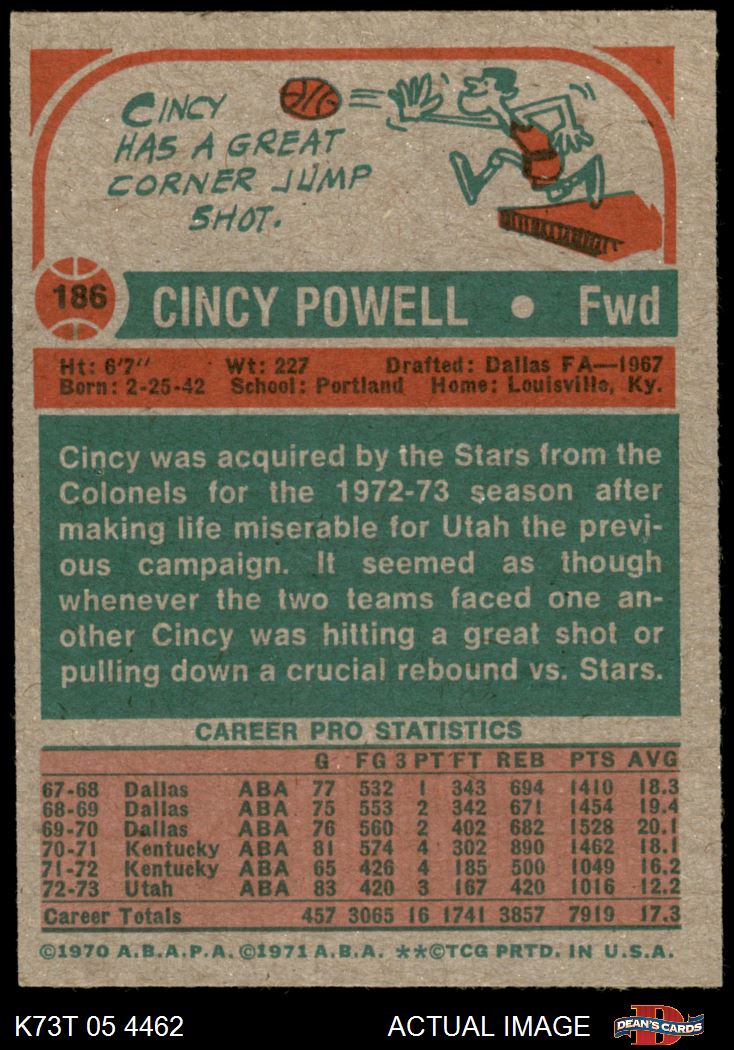 CINCY
HAS A GREAT
CORNER JUMP
SHOT.
186 CINCY POWELL • Fwd
Ht: 6'7" Wt: 227 Drafted: Dallas FA—1967
Born: 2-25-42 School: Portland Home: Louisville, Ky.
Cincy was acquired by the Stars from the
Colonels for the 1972-73 season after
making life miserable for Utah the previ-
ous campaign. It seemed as though
whenever the two teams faced one an-
other Cincy was hitting a great shot or
pulling down a crucial rebound vs. Stars.
CAREER PRO STATISTICS
G FG 3 PT FT REB PTS AVG
67-68 Dallas ABA 77 532 1 343 694 1410 18.3
68-69 Dallas ABA 75 553 2 342 671 1454 19.4
69-70 Dallas ABA 76 560 2 402 682 1528 20.1
70-71 Kentucky ABA 81 574 4 302 890 1462 18.1
71-72 Kentucky ABA 65 426 4 185 500 1049 16.2
72-73 Utah ABA 83 420 3 167 420 1016 12.2
Career Totals 457 3065 16 1741 3857 7919 17.3
©1970 A.B.A.P.A. ©1971 A.B.A. **©TCG PRTD. IN U.S.A.
K73T 05 4462 ACTUAL IMAGE DEAN'S CARDS